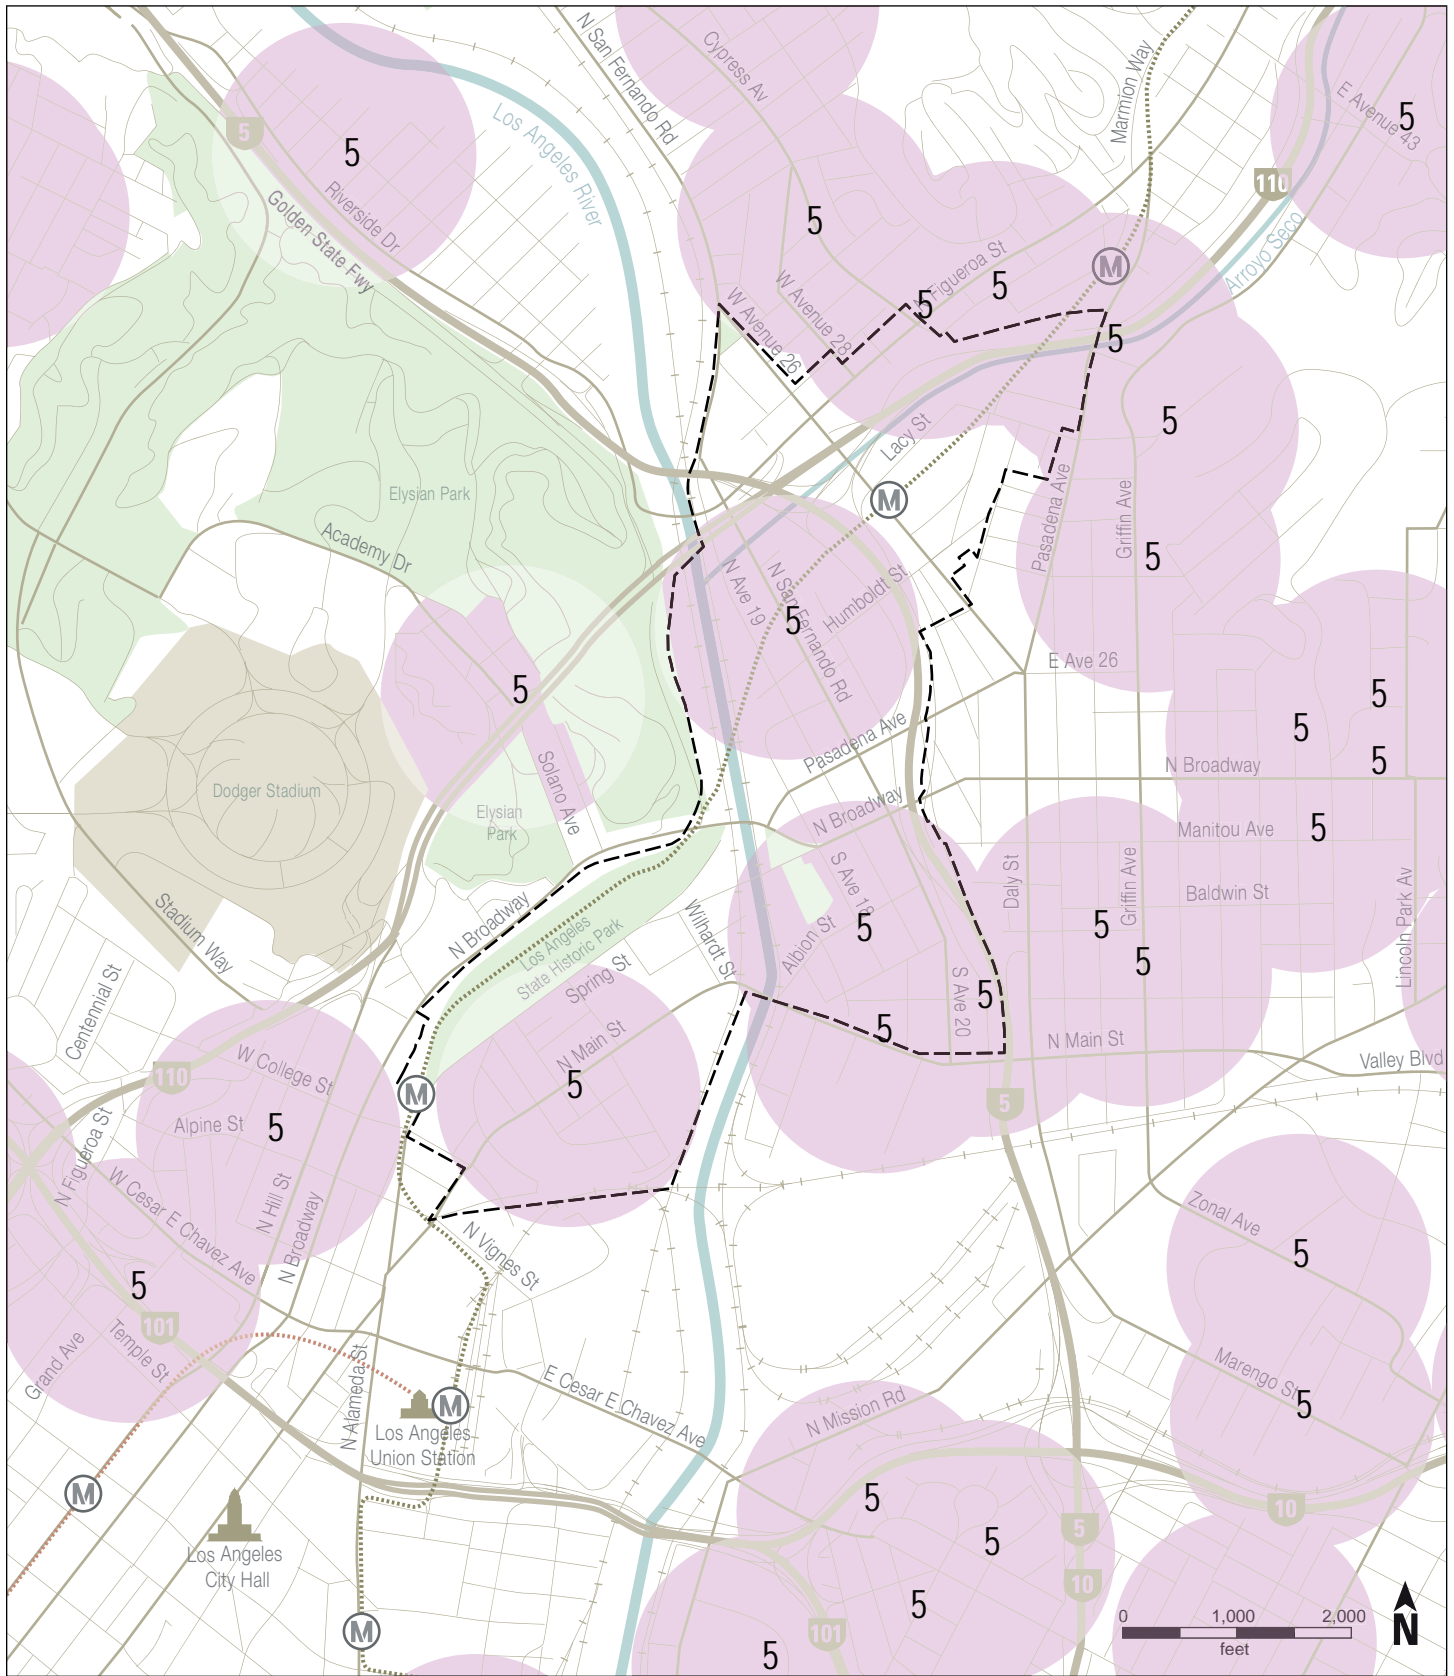 N San Fernando Rd
Cypress Av
Marmion Way
E Avenue 43
5
5
5
110
Los Angeles River
Riverside Dr
Golden State Fwy
5
N Figueroa St
5
5
M
Arroyo Seco
W Avenue 26
W Avenue 28
5
5
Lacy St
Elysian Park
M
Pasadena Ave
Griffin Ave
Academy Dr
5
N Ave 19
N San Fernando Rd
Humboldt St
5
E Ave 26
5
5
5
5
Pasadena Ave
N Broadway
Solano Ave
Dodger Stadium
Elysian
Park
N Broadway
Manitou Ave
5
S Ave 18
Daly St
Griffin Ave
Baldwin St
Lincoln Park Av
Stadium Way
N Broadway
Los Angeles
State Historic Park
Spring St
Wilhardt St
Albion St
5
5
5
S Ave 20
5
5
Centennial St
N Main St
N Main St
Valley Blvd
W College St
110
M
5
5
Alpine St
5
N Figueroa St
W Cesar E Chavez Ave
N Hill St
N Broadway
N Vignes St
Zonal Ave
5
5
101
Grand Ave
Temple St
N Alameda St
E Cesar E Chavez Ave
Marengo St
5
M
Los Angeles
Union Station
N Mission Rd
M
5
10
5
5
10
Los Angeles
City Hall
5
101
5
M
0
1,000
2,000
feet
N